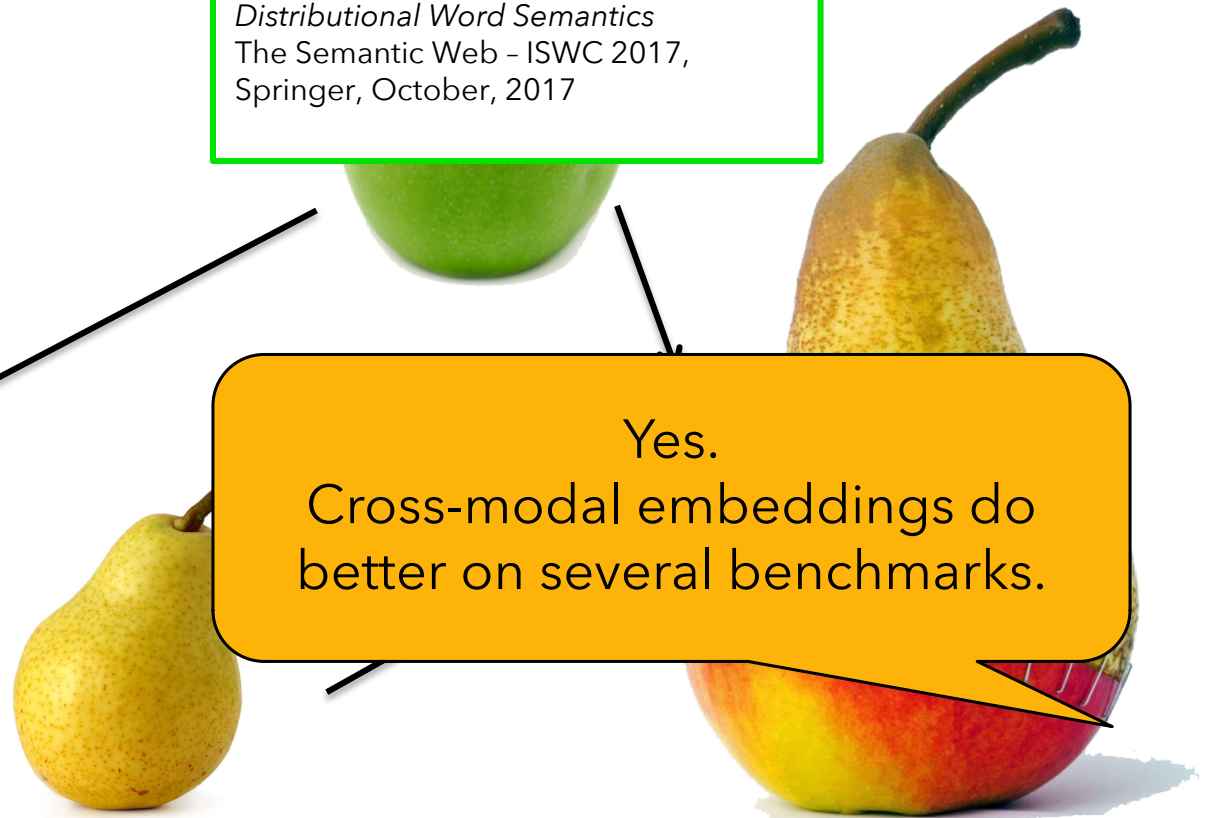 Distributional Word Semantics
The Semantic Web – ISWC 2017,
Springer, October, 2017
Yes.
Cross-modal embeddings do
better on several benchmarks.